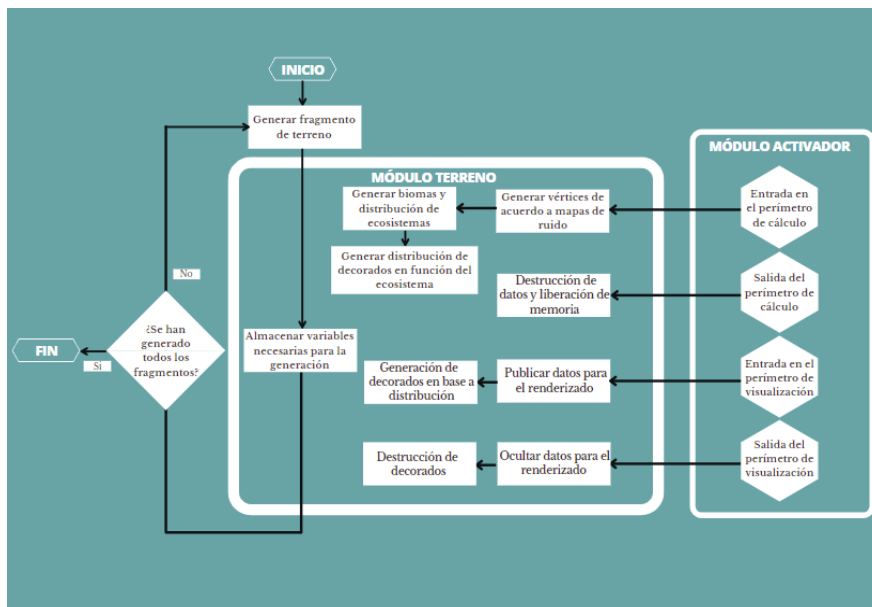 INICIO
Generar fragmento
de terreno
MÓDULO TERRENO
MÓDULO ACTIVADOR
Generar biomas y
distribución de
ecosistemas
Generar vértices de
acuerdo a mapas de
ruido
Entrada en
el perímetro
de cálculo
Generar distribución de
decorados en función del
ecosistema
Destrucción de
datos y liberación de
memoria
Salida del
perímetro de
cálculo
No
¿Se han
generado
todos los
fragmentos?
FIN
Si
Almacenar variables
necesarias para la
generación
Generación de
decorados en base a
distribución
Publicar datos para
el renderizado
Entrada en el
perímetro de
visualización
Destrucción de
decorados
Ocultar datos para el
renderizado
Salida del
perímetro de
visualización